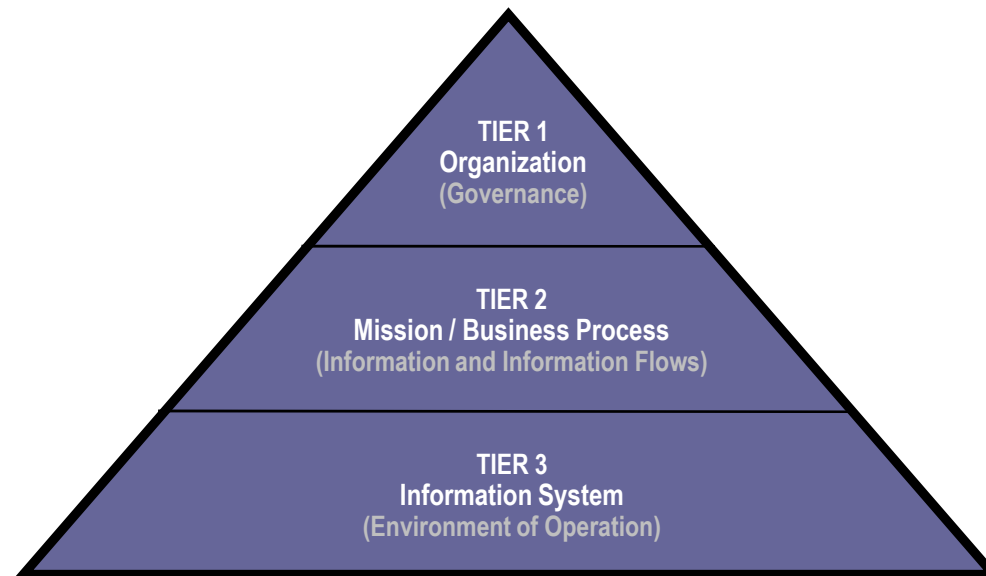 TIER 1
Organization
(Governance)
TIER 2
Mission / Business Process
(Information and Information Flows)
TIER 3
Information System
(Environment of Operation)